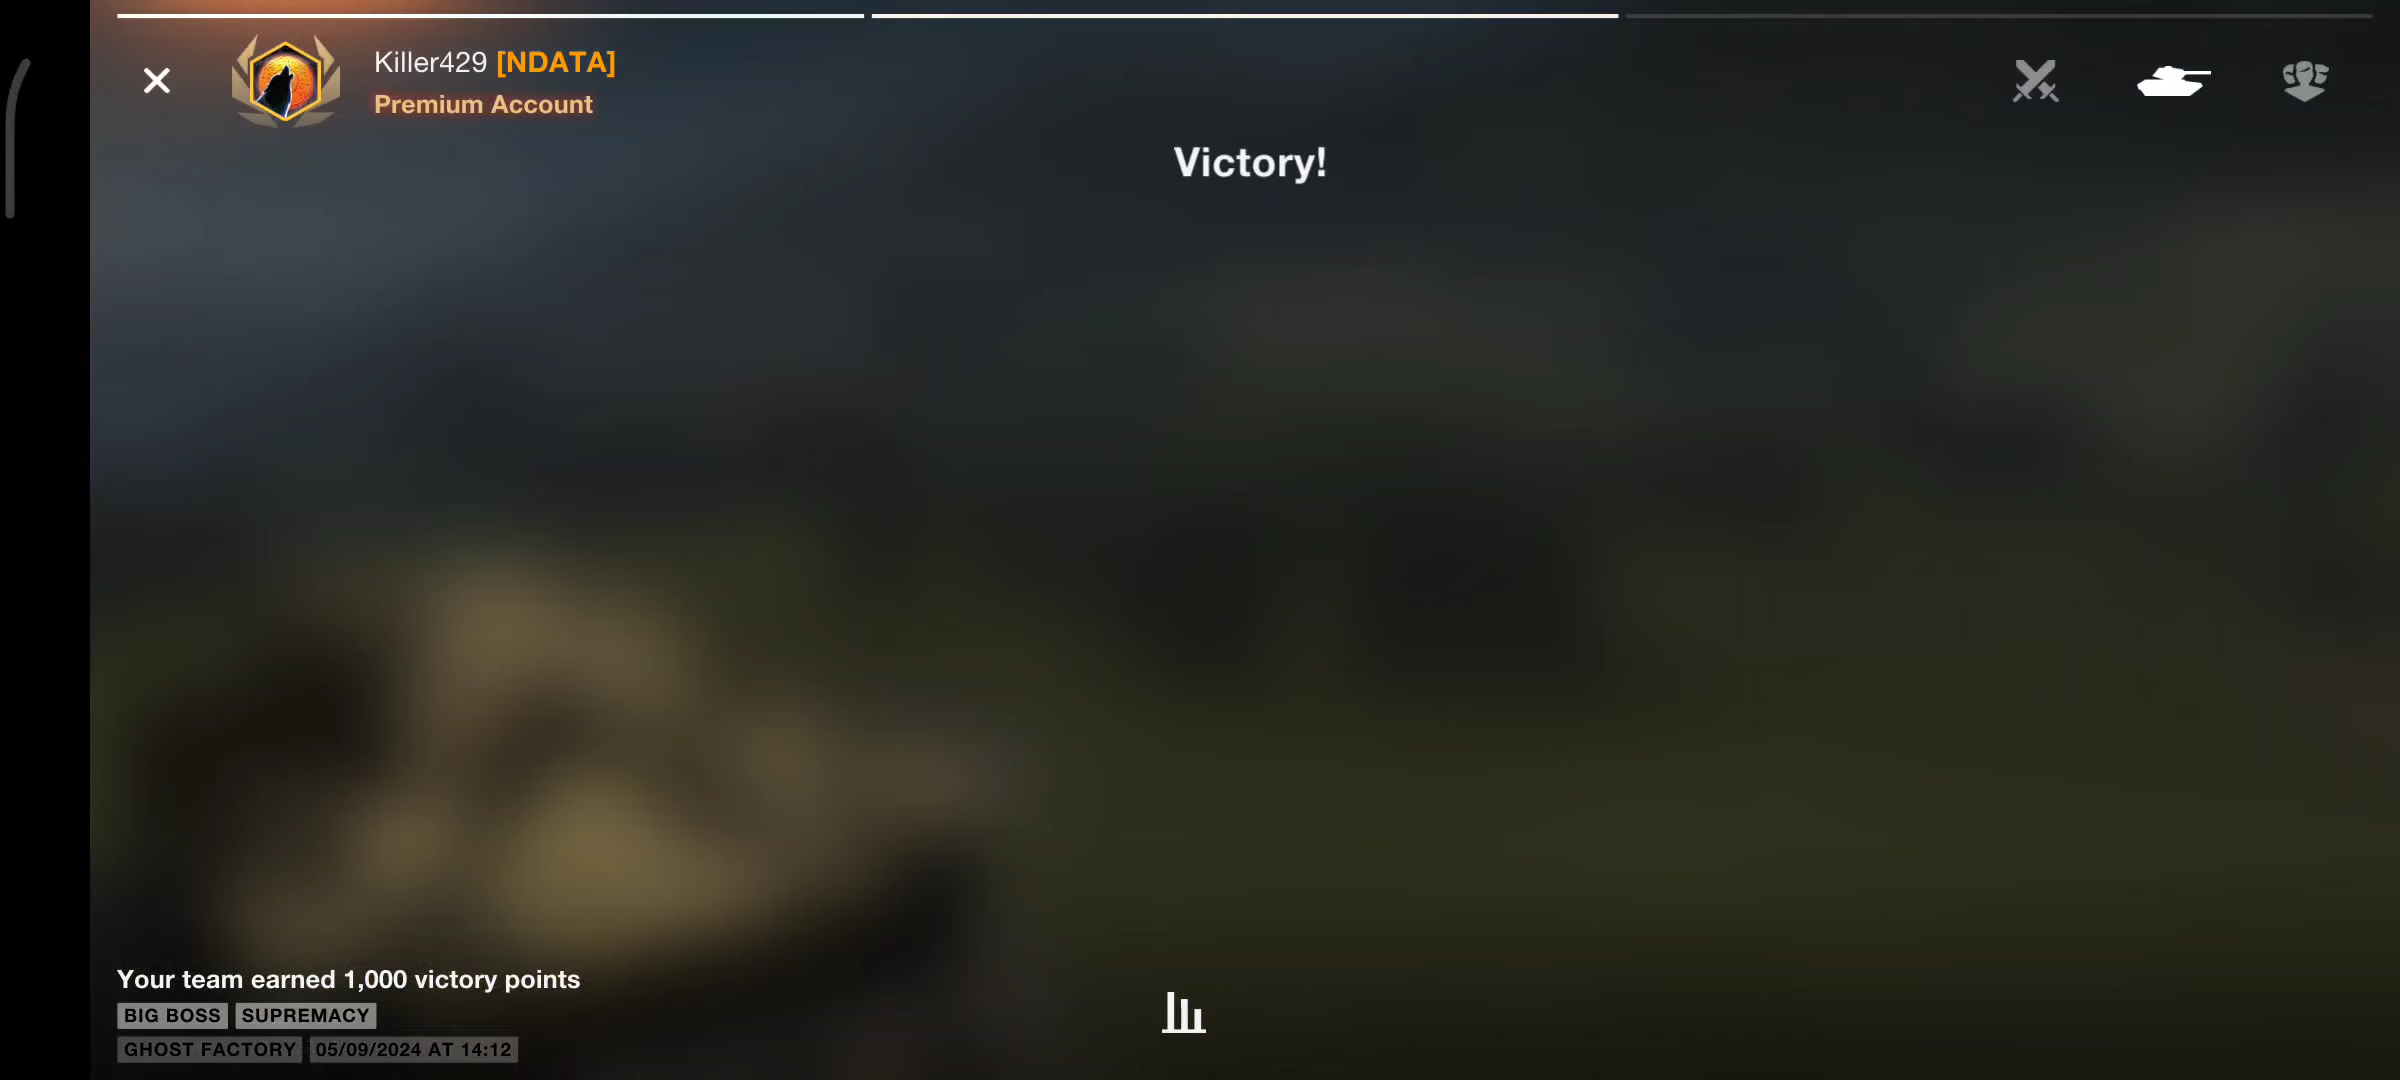 Killer429 [NDATA]
Premium Account
Victory!
Your team earned 1,000 victory points
BIG BOSS SUPREMACY
GHOST FACTORY 05/09/2024 AT 14:12